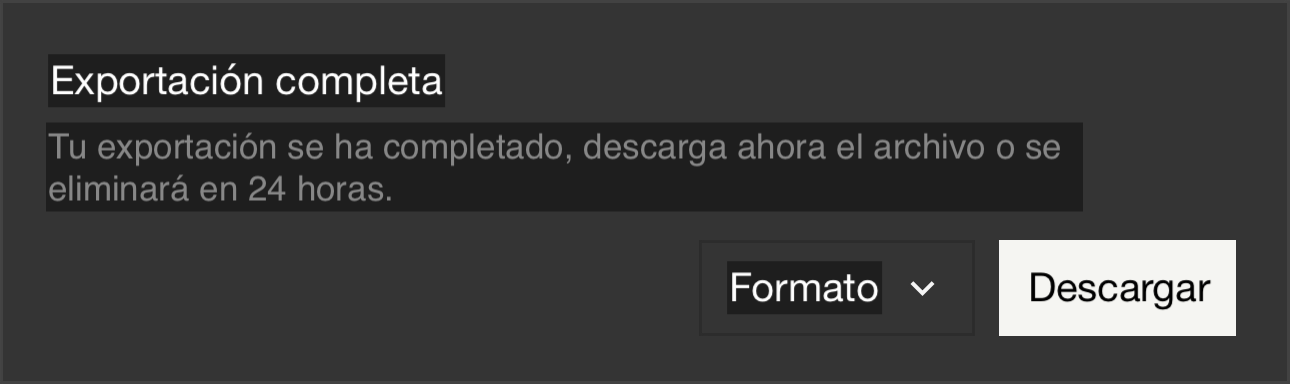 Exportación completa
Tu exportación se ha completado, descarga ahora el archivo o se
eliminará en 24 horas.
Formato
Descargar